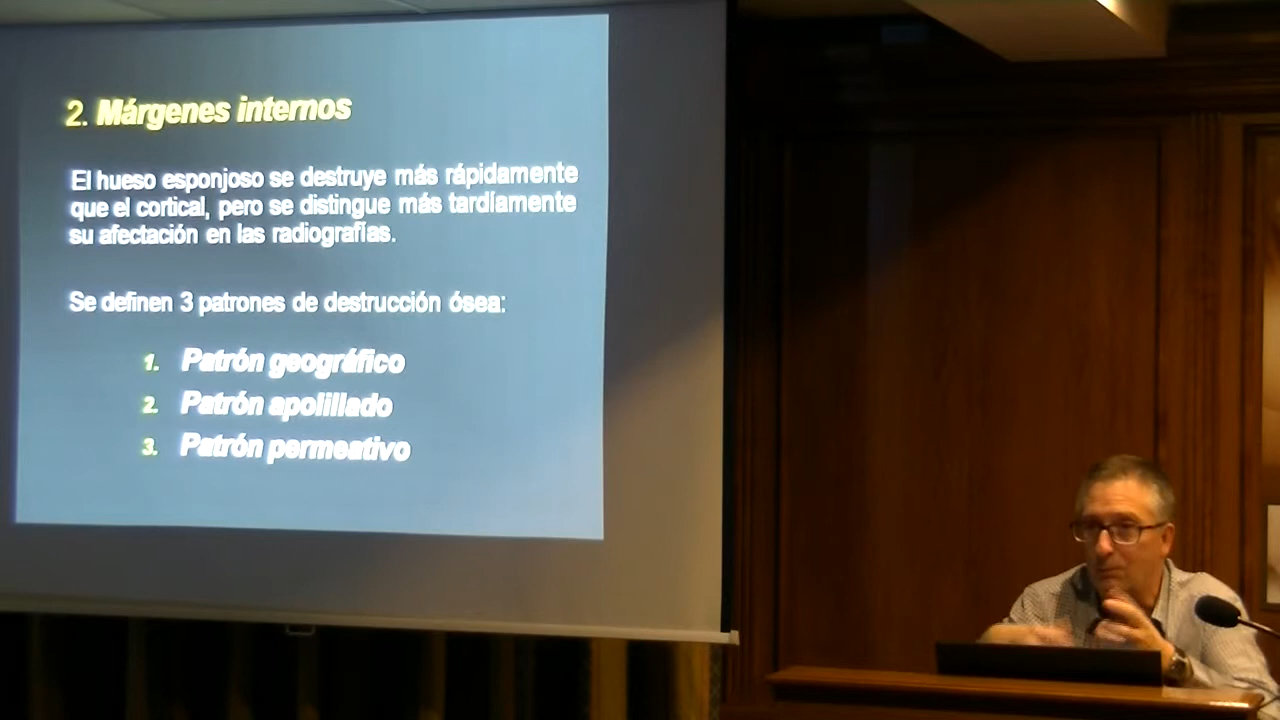 2. Márgenes internos
El hueso esponjoso se destruye más rápidamente
que el cortical, pero se distingue más tardíamente
su afectación en las radiografías.
Se definen 3 patrones de destrucción ósea:
1. Patrón geográfico
2. Patrón apolillado
3. Patrón permeativo